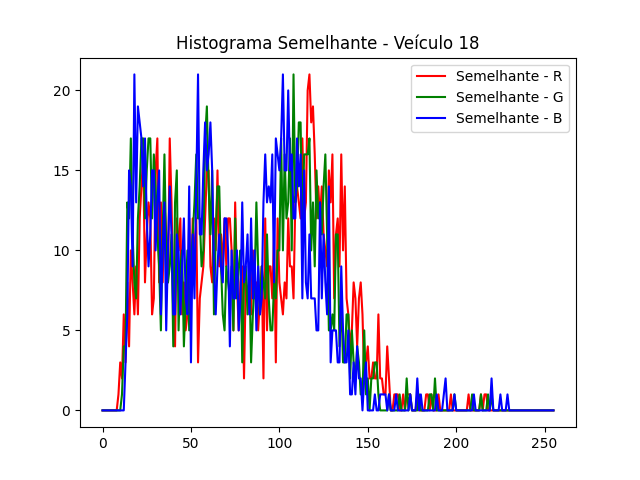 Histograma Semelhante - Veículo 18
Semelhante - R
Semelhante - G
Semelhante - B
20
15
10
5
0
0 50 100 150 200 250